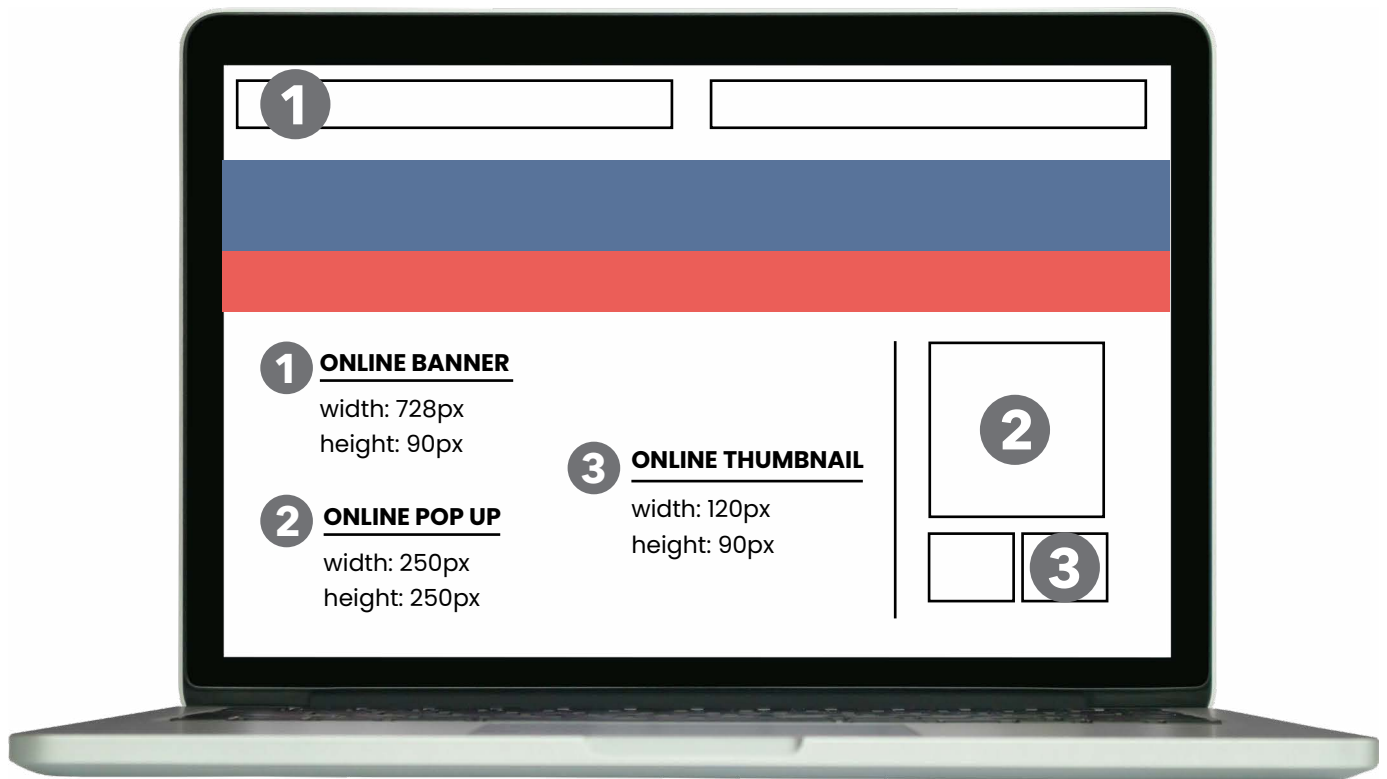 1
1 ONLINE BANNER
width: 728px
height: 90px
2 ONLINE POP UP
width: 250px
height: 250px
3 ONLINE THUMBNAIL
width: 120px
height: 90px
2
3